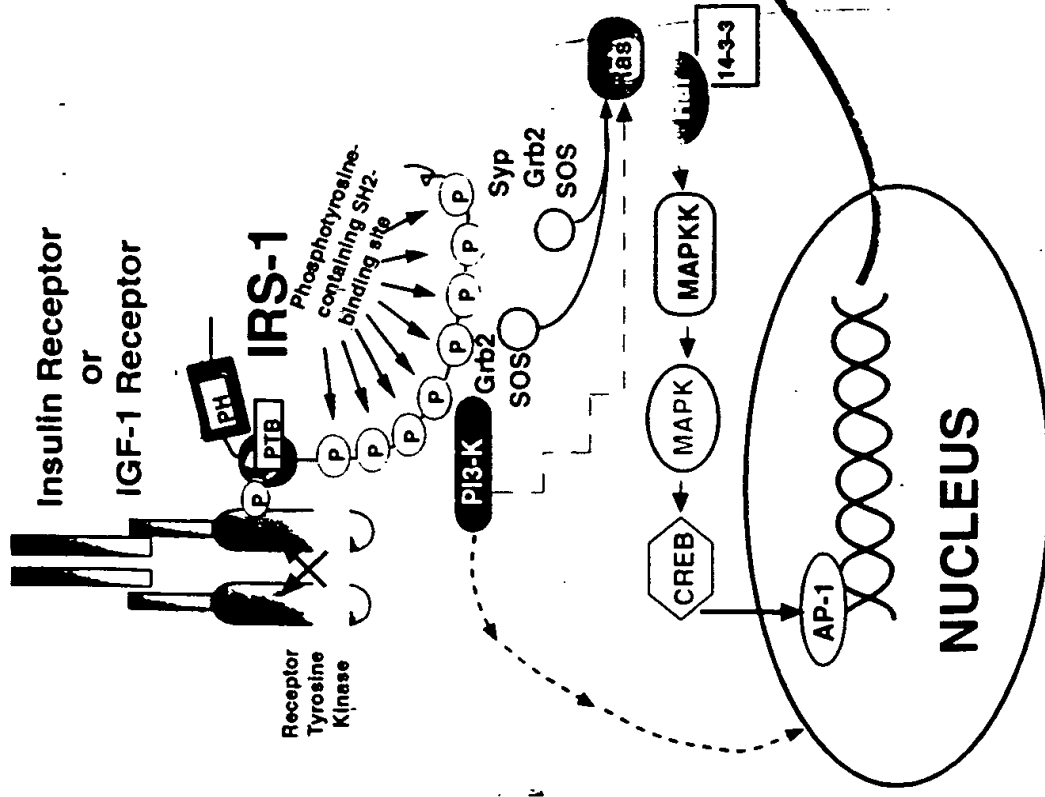 Insulin Receptor
or
IGF-1 Receptor
IRS-1
PH
PTB
P
Phosphotyrosine-
containing SH2-
binding site
P
P
P
P
P
P
P
P
Receptor
Tyrosine
Kinase
PI3-K
Grb2
SOS
Syp
Grb2
SOS
Ras
14-3-3
MAPKK
MAPK
CREB
AP-1
NUCLEUS